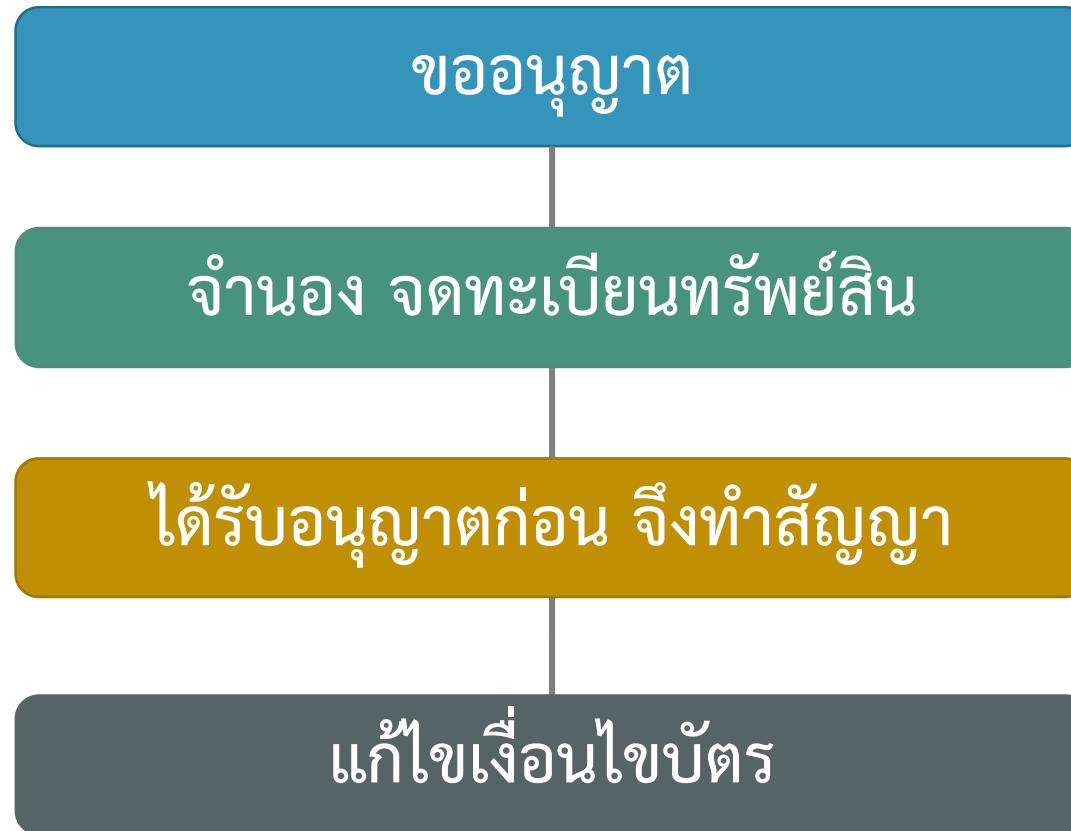 ขออนุญาต
จำนอง จดทะเบียนทรัพย์สิน
ได้รับอนุญาตก่อน จึงทำสัญญา
แก้ไขเงื่อนไขบัตร